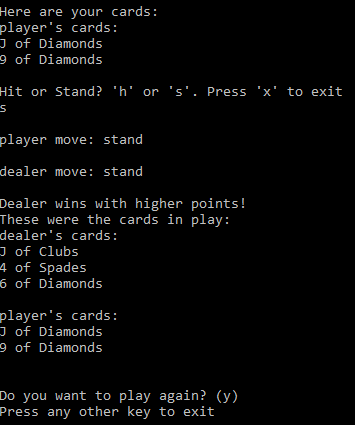 Here are your cards:
player's cards:
J of Diamonds
9 of Diamonds
Hit or Stand? 'h' or 's'. Press 'x' to exit
s
player move: stand
dealer move: stand
Dealer wins with higher points!
These were the cards in play:
dealer's cards:
J of Clubs
4 of Spades
6 of Diamonds
player's cards:
J of Diamonds
9 of Diamonds
Do you want to play again? (y)
Press any other key to exit